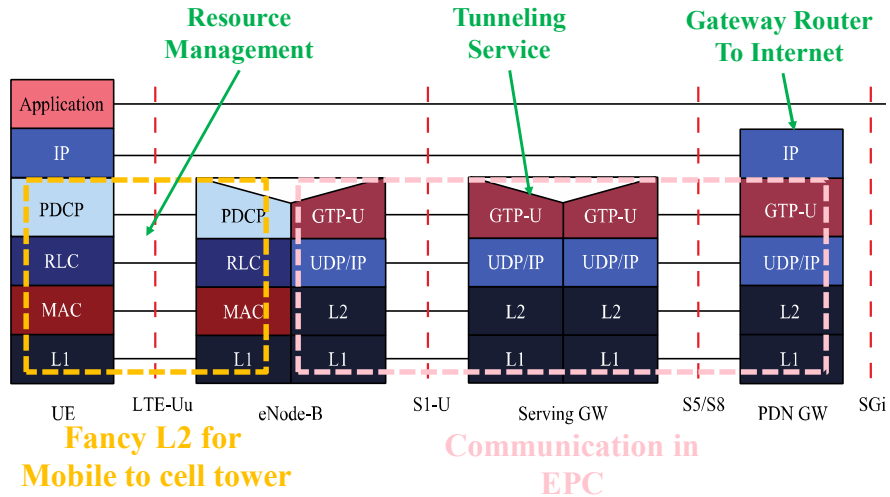 Resource
Management
Tunneling
Service
Gateway Router
To Internet
Application
IP
IP
PDCP
PDCP
GTP-U
GTP-U
GTP-U
GTP-U
RLC
RLC
UDP/IP
UDP/IP
UDP/IP
UDP/IP
MAC
MAC
L2
L2
L2
L2
L1
L1
L1
L1
L1
L1
UE
LTE-Uu
eNode-B
S1-U
Serving GW
S5/S8
PDN GW
SGi
Fancy L2 for
Mobile to cell tower
Communication in
EPC